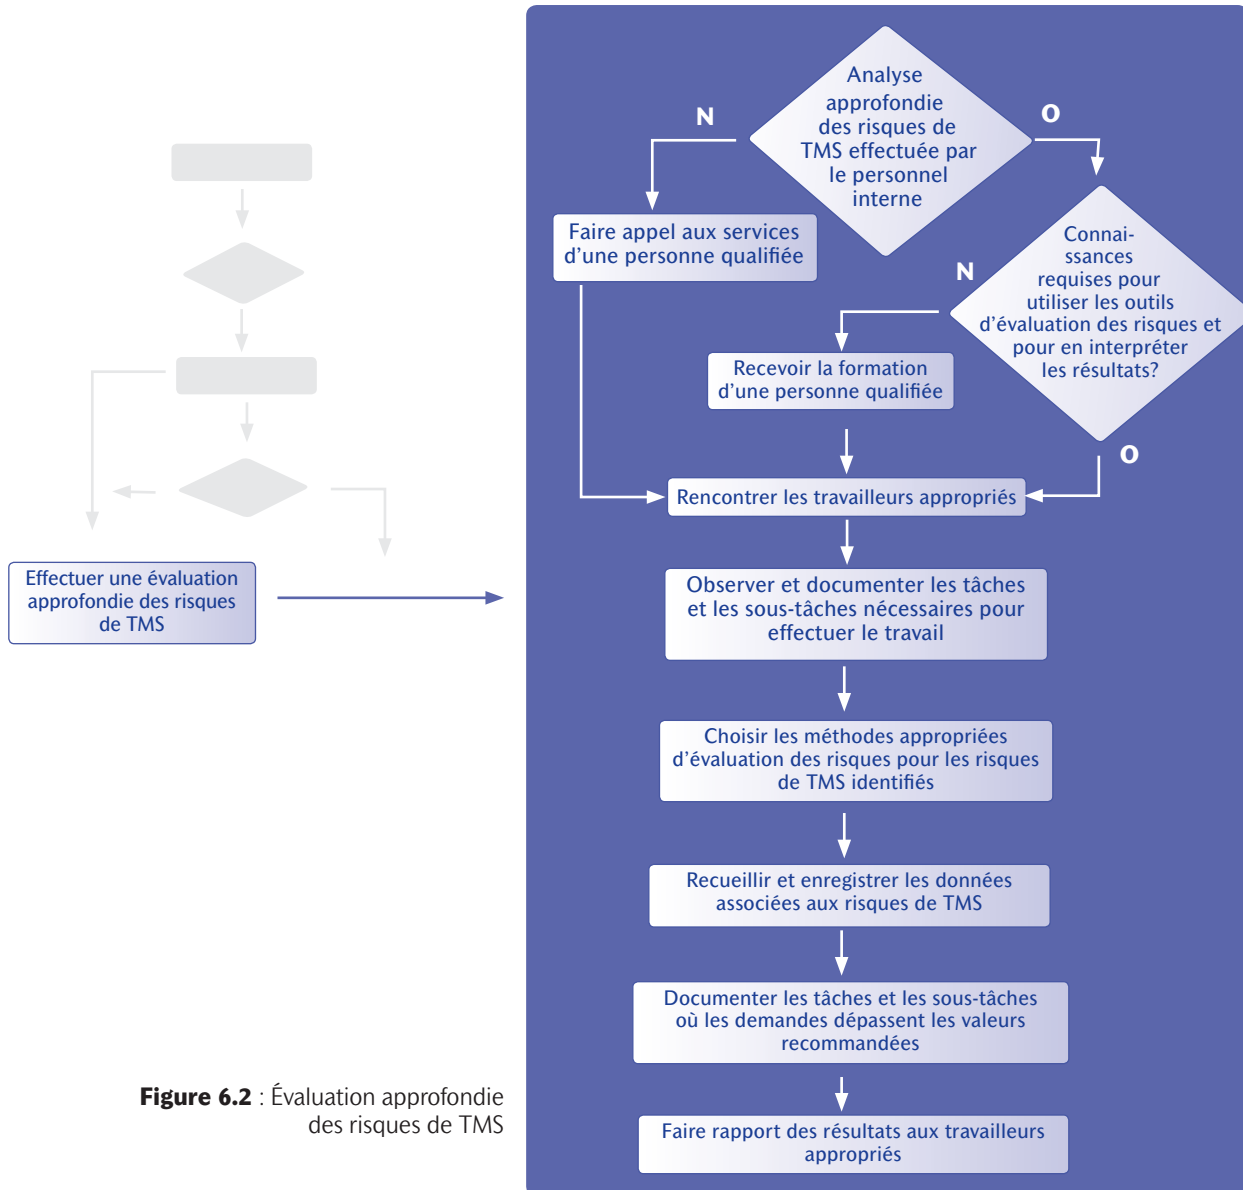 Analyse
approfondie
des risques de
TMS effectuée par
le personnel
interne
N
O
Faire appel aux services
d'une personne qualifiée
Connai-
ssances
requises pour
utiliser les outils
d'évaluation des risques et
pour en interpréter
les résultats?
N
O
Recevoir la formation
d'une personne qualifiée
Rencontrer les travailleurs appropriés
Effectuer une évaluation
approfondie des risques
de TMS
Observer et documenter les tâches
et les sous-tâches nécessaires pour
effectuer le travail
Choisir les méthodes appropriées
d'évaluation des risques pour les risques
de TMS identifiés
Recueillir et enregistrer les données
associées aux risques de TMS
Documenter les tâches et les sous-tâches
où les demandes dépassent les valeurs
recommandées
Faire rapport des résultats aux travailleurs
appropriés
Figure 6.2 : Évaluation approfondie
des risques de TMS